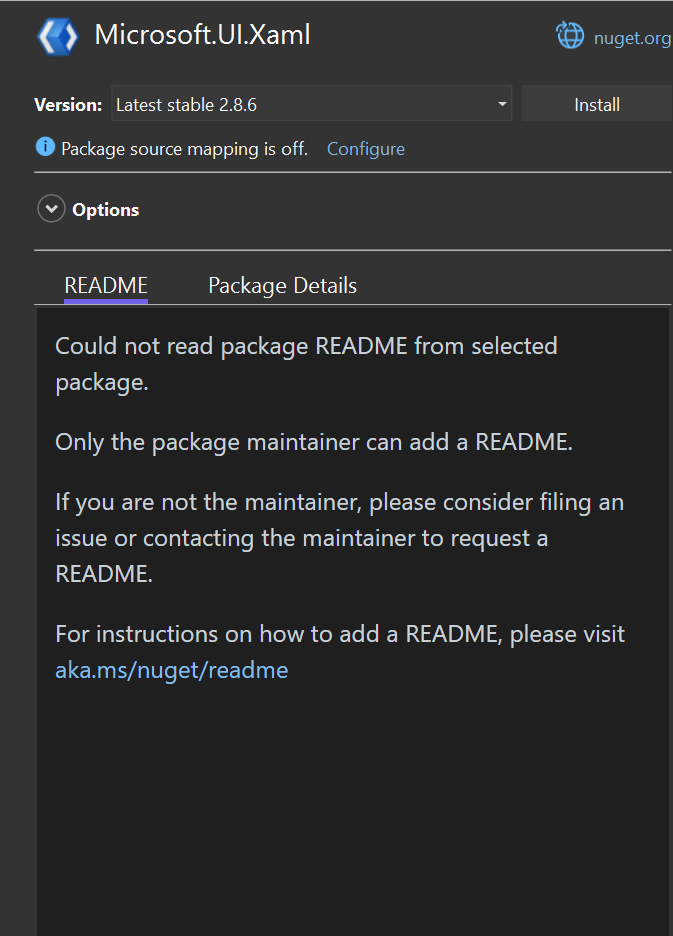 Microsoft.UI.Xaml
nuget.org
Version: Latest stable 2.8.6 Install
Package source mapping is off. Configure
Options
README Package Details
Could not read package README from selected
package.
Only the package maintainer can add a README.
If you are not the maintainer, please consider filing an
issue or contacting the maintainer to request a
README.
For instructions on how to add a README, please visit
aka.ms/nuget/readme